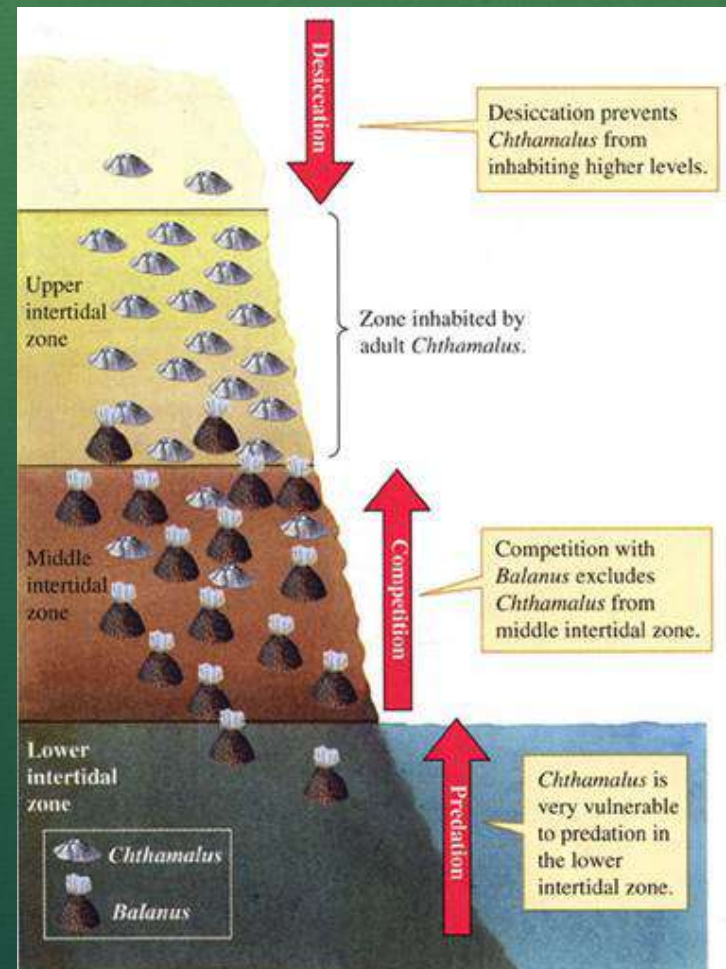 Desiccation
Desiccation prevents
Chthamalus from
inhabiting higher levels.
Upper
intertidal
zone
Zone inhabited by
adult Chthamalus.
Middle
intertidal
zone
Competition
Competition with
Balanus excludes
Chthamalus from
middle intertidal zone.
Lower
intertidal
zone
Predation
Chthamalus is
very vulnerable
to predation in
the lower
intertidal zone.
Chthamalus
Balanus